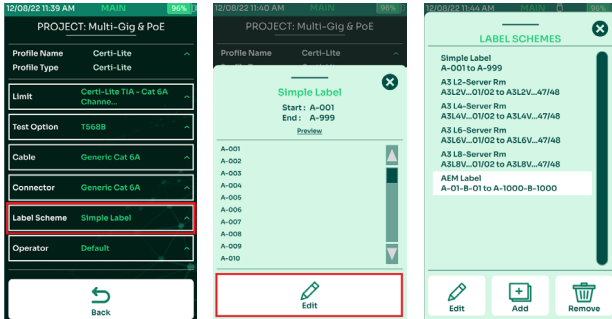 12/08/22 11:39 AM MAIN 96%
PROJECT: Multi-Gig & PoE
Profile Name Certi-Lite
Profile Type Certi-Lite
Limit Certi-Lite TIA - Cat 6A Channe...
Test Option T568B
Cable Generic Cat 6A
Connector Generic Cat 6A
Label Scheme Simple Label
Operator Default
Back
12/08/22 11:40 AM MAIN 96%
PROJECT: Multi-Gig & PoE
Profile Name Certi-Lite
Simple Label
Start: A-001
End: A-999
Preview
A-001
A-002
A-003
A-004
A-005
A-006
A-007
A-008
A-009
A-010
Edit
12/08/22 11:44 AM MAIN 96%
LABEL SCHEMES
Simple Label
A-001 to A-999
A3 L2-Server Rm
A3L2V...01/02 to A3L2V...47/48
A3 L4-Server Rm
A3L4V...01/02 to A3L4V...47/48
A3 L6-Server Rm
A3L6V...01/02 to A3L6V...47/48
A3 L8-Server Rm
A3L8V...01/02 to A3L8V...47/48
AEM Label
A-01-B-01 to A-1000-B-1000
Edit Add Remove